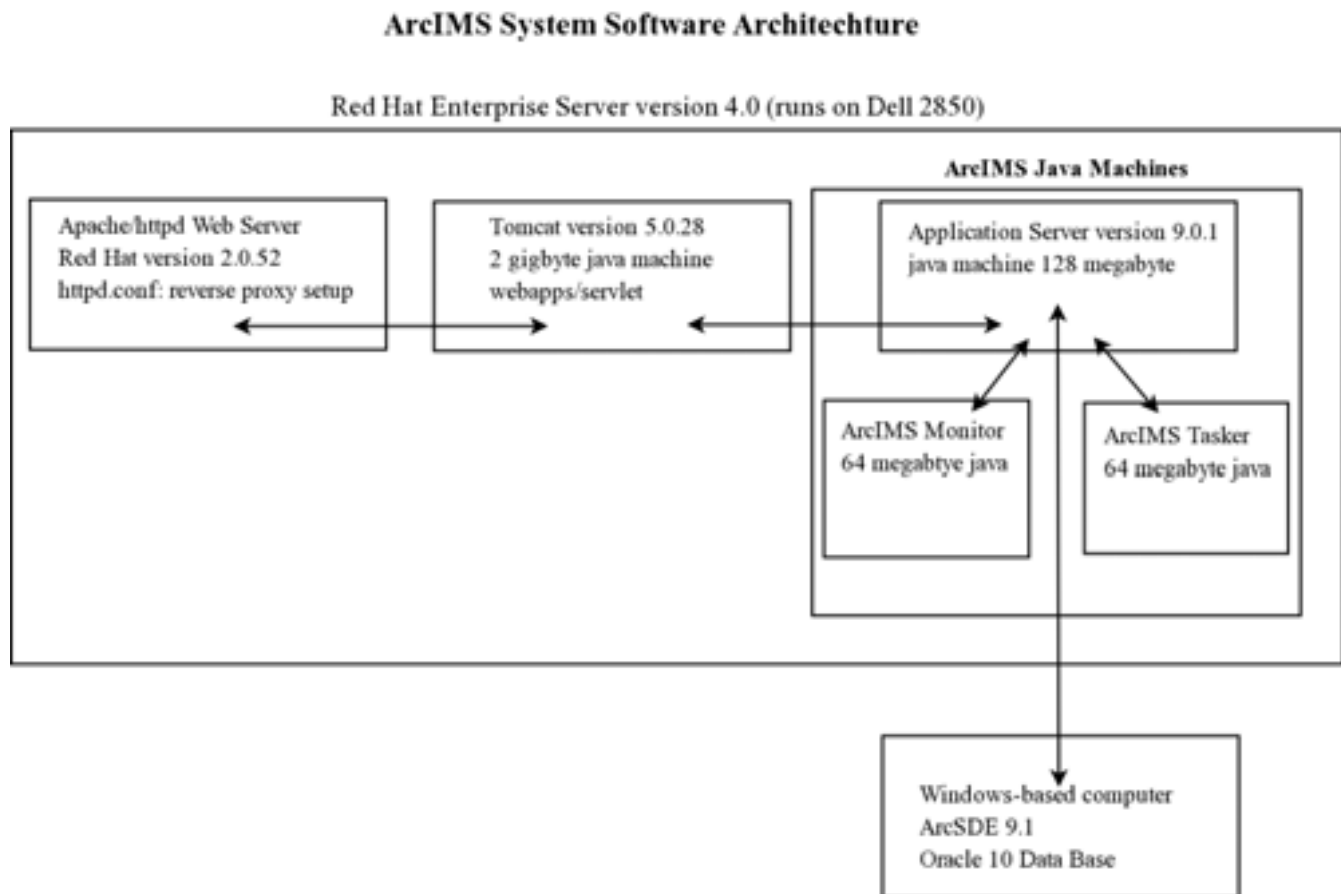 ArcIMS System Software Architechture
Red Hat Enterprise Server version 4.0 (runs on Dell 2850)
ArcIMS Java Machines
Apache/httpd Web Server
Red Hat version 2.0.52
httpd.conf: reverse proxy setup
Tomcat version 5.0.28
2 gigbyte java machine
webapps/servlet
Application Server version 9.0.1
java machine 128 megabyte
ArcIMS Monitor
64 megabtye java
ArcIMS Tasker
64 megabyte java
Windows-based computer
ArcSDE 9.1
Oracle 10 Data Base